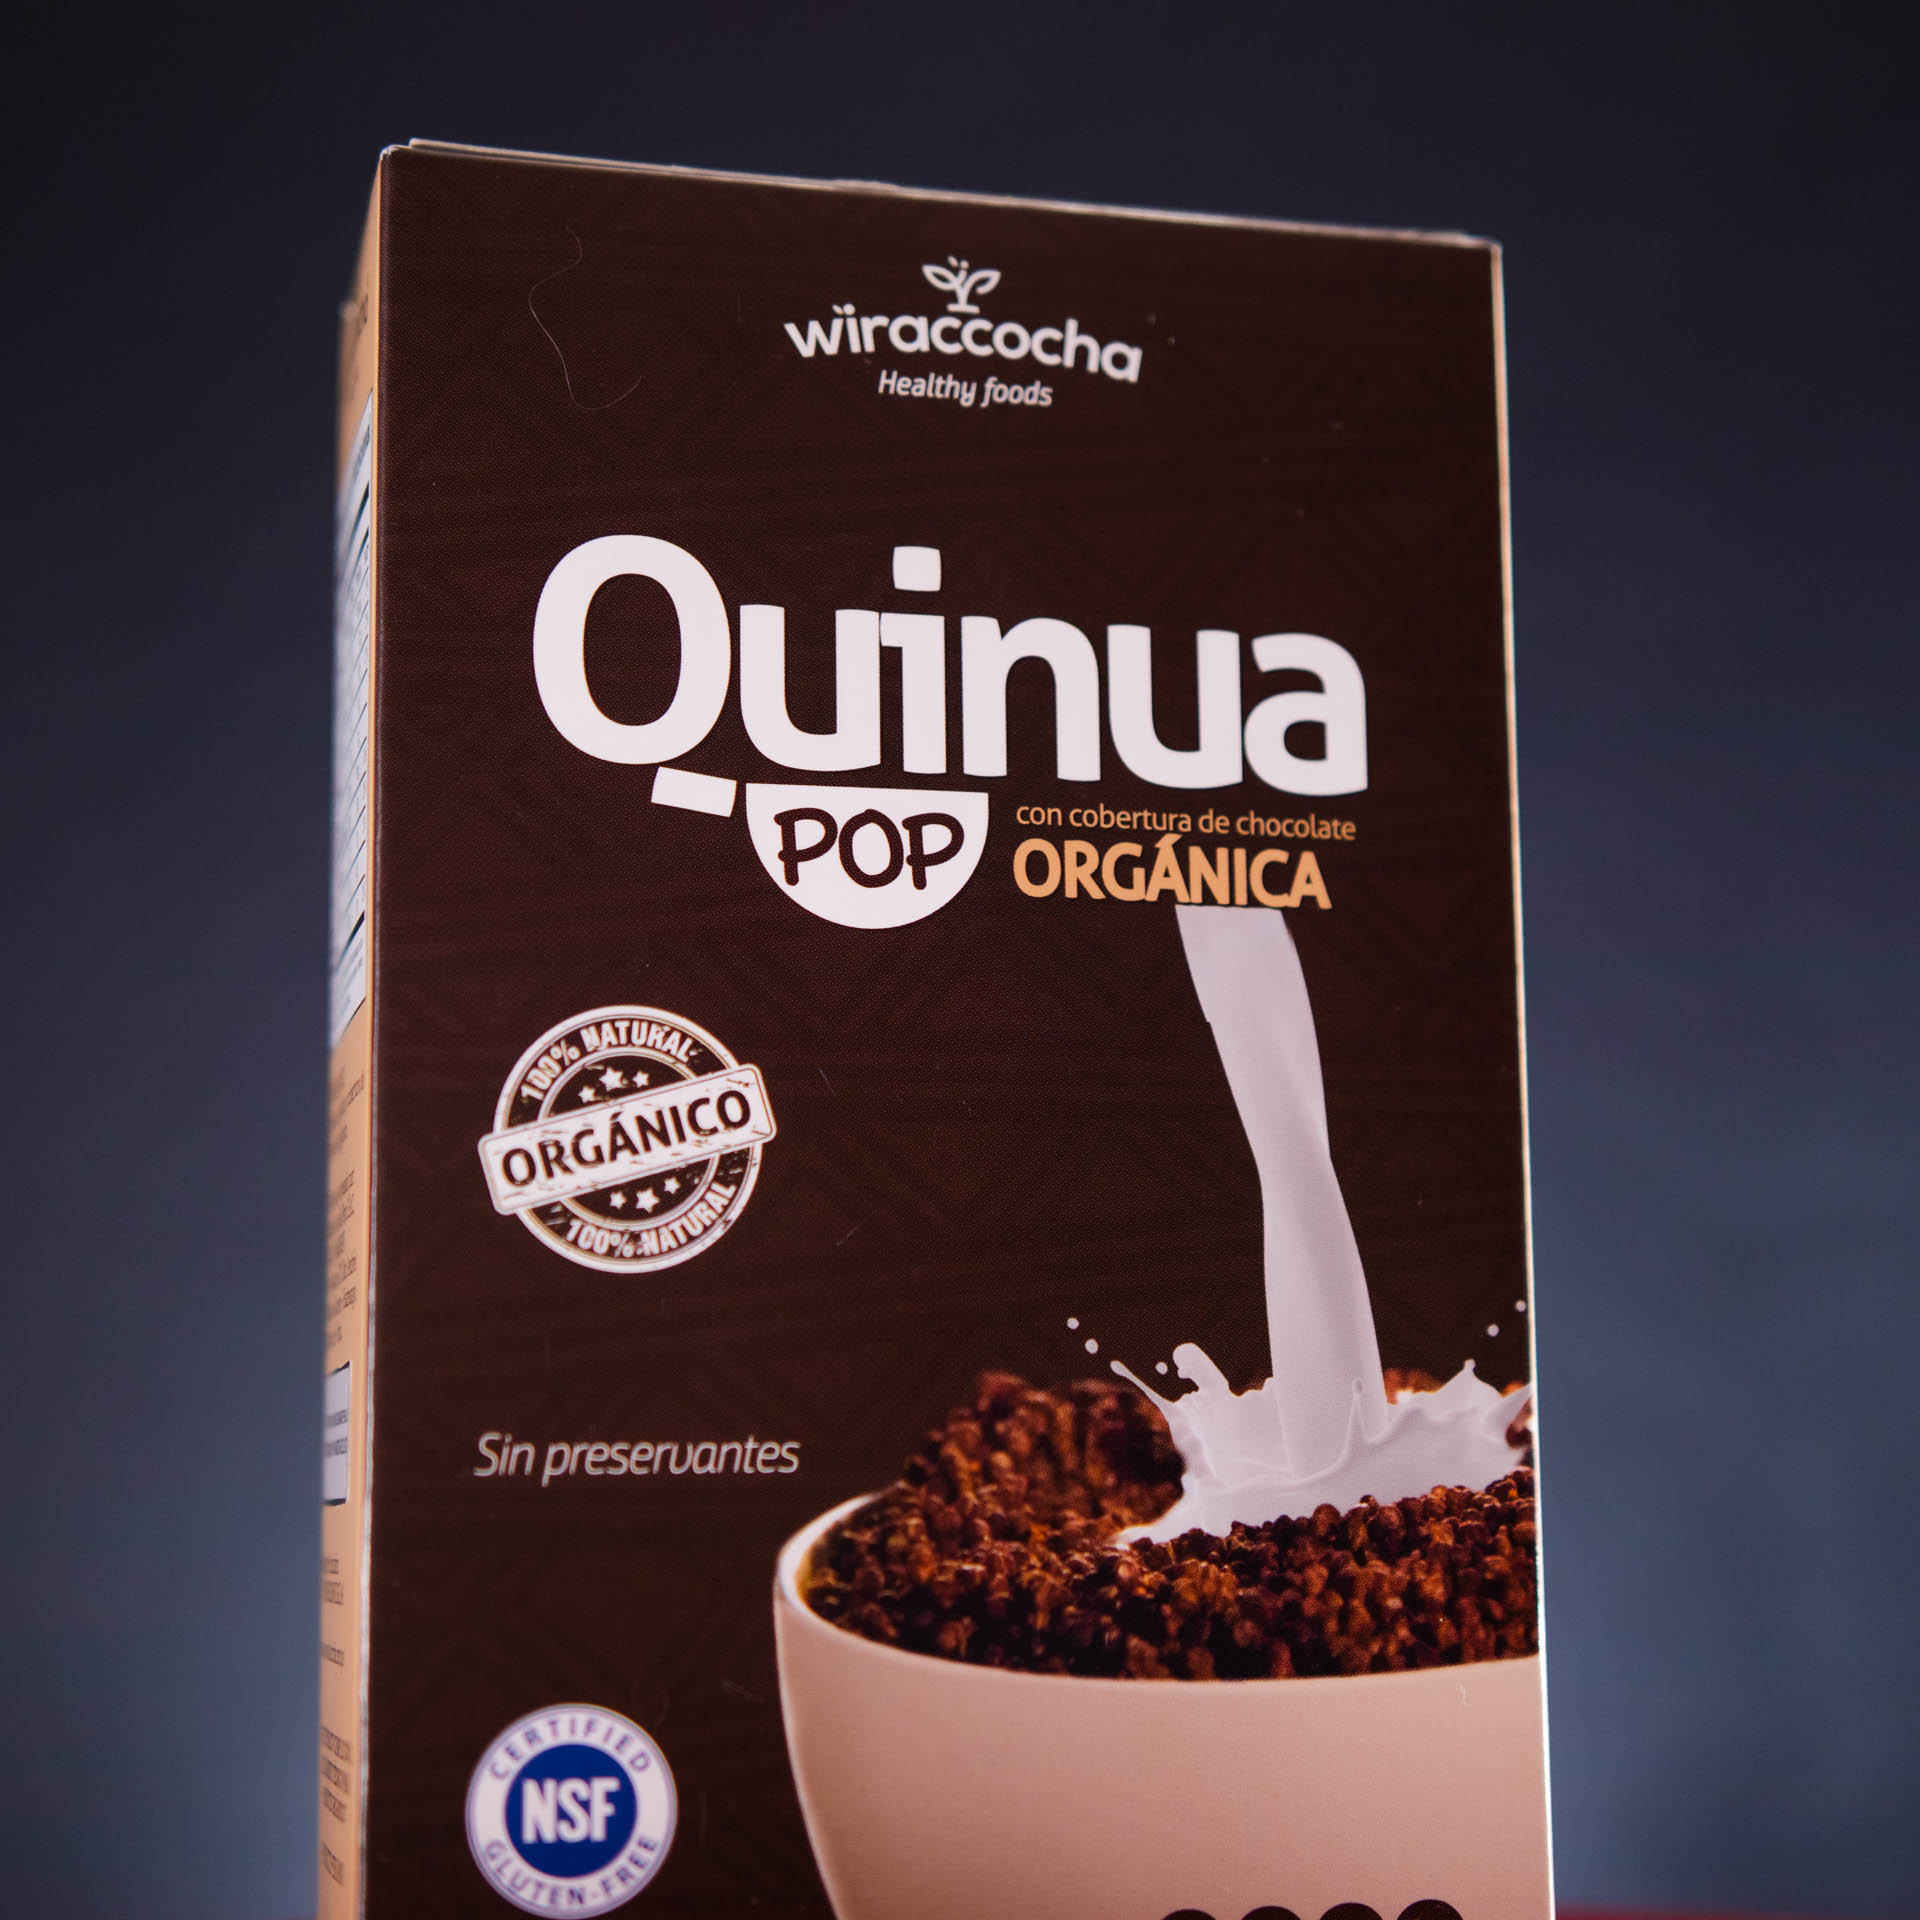 wiraccocha
Healthy foods
Quinua
POP
con cobertura de chocolate
ORGÁNICA
100% NATURAL
ORGÁNICO
100% NATURAL
Sin preservantes
CERTIFIED
NSF
GLUTEN-FREE